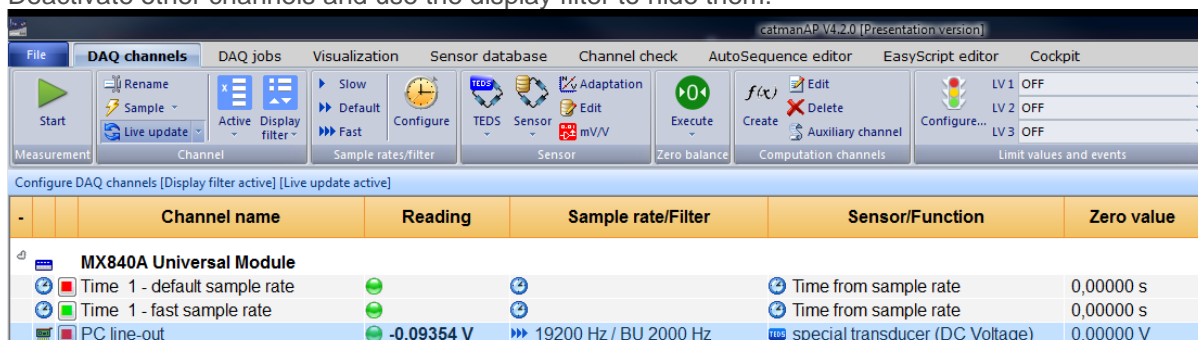 Deactivate other channels and use the display filter to hide them.
catmanAP V4.2.0 [Presentation version]
File DAQ channels DAQ jobs Visualization Sensor database Channel check AutoSequence editor EasyScript editor Cockpit
Start
Rename
Sample
Live update
Active
Display filter
Slow
Default
Fast
Configure
TEDS
TEDS
Sensor
Adaptation
Edit
mV/V
0
Execute
f(x)
Create
Edit
Delete
Auxiliary channel
Configure...
LV 1 OFF
LV 2 OFF
LV 3 OFF
Measurement Channel Sample rates/filter Sensor Zero balance Computation channels Limit values and events
Configure DAQ channels [Display filter active] [Live update active]
- Channel name Reading Sample rate/Filter Sensor/Function Zero value
MX840A Universal Module
Time 1 - default sample rate Time from sample rate 0,00000 s
Time 1 - fast sample rate Time from sample rate 0,00000 s
PC line-out -0.09354 V 19200 Hz / BU 2000 Hz TEDS special transducer (DC Voltage) 0,00000 V